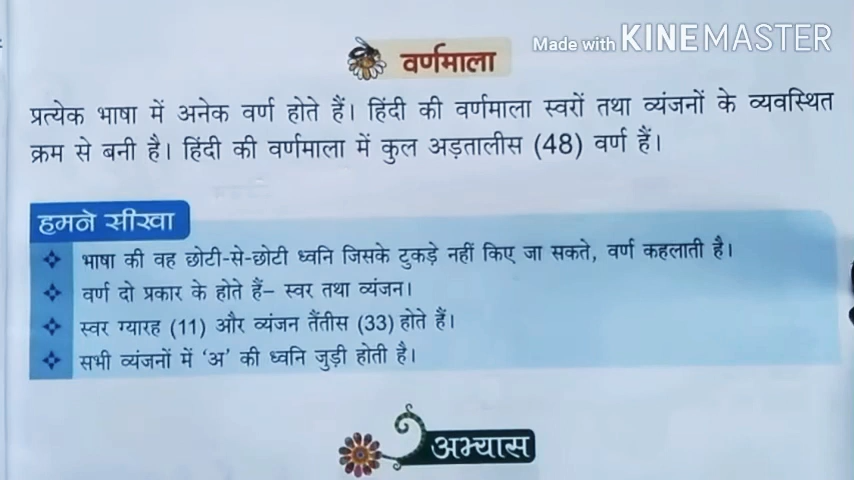 Made with KINEMASTER
वर्णमाला
प्रत्येक भाषा में अनेक वर्ण होते हैं। हिंदी की वर्णमाला स्वरों तथा व्यंजनों के व्यवस्थित
क्रम से बनी है। हिंदी की वर्णमाला में कुल अड़तालीस (48) वर्ण हैं।
हमने सीखा
भाषा की वह छोटी-से-छोटी ध्वनि जिसके टुकड़े नहीं किए जा सकते, वर्ण कहलाती है।
वर्ण दो प्रकार के होते हैं– स्वर तथा व्यंजन।
स्वर ग्यारह (11) और व्यंजन तैंतीस (33) होते हैं।
सभी व्यंजनों में ‘अ’ की ध्वनि जुड़ी होती है।
अभ्यास